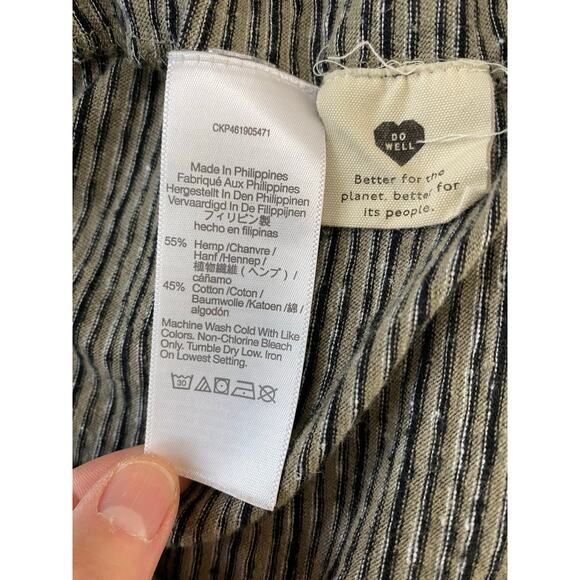 CKP461905471
Made In Philippines
Fabriqué Aux Philippines
Hergestellt In Den Philippinen
Vervaardigd In De Filippijnen
フィリピン製
hecho en filipinas
55% Hemp /Chanvre /
Hanf /Hennep /
植物繊維 ( ヘンプ ) /
cáñamo
45% Cotton /Coton /
Baumwolle /Katoen /綿 /
algodón
Machine Wash Cold With Like
Colors. Non-Chlorine Bleach
Only. Tumble Dry Low. Iron
On Lowest Setting.
30
DO
WELL
Better for the
planet, better for
its people.